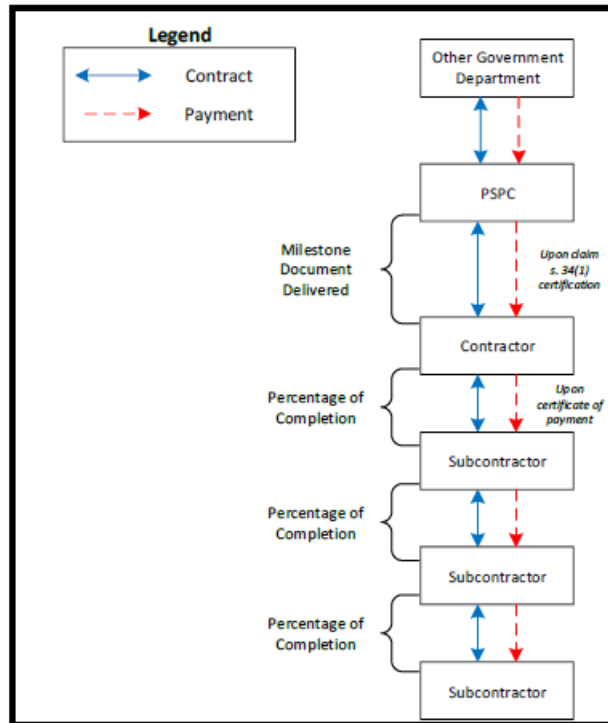 Legend
Contract
Payment
Other Government
Department
PSPC
Milestone
Document
Delivered
Upon claim
s. 34(1)
certification
Contractor
Percentage of
Completion
Upon
certificate of
payment
Subcontractor
Percentage of
Completion
Subcontractor
Percentage of
Completion
Subcontractor